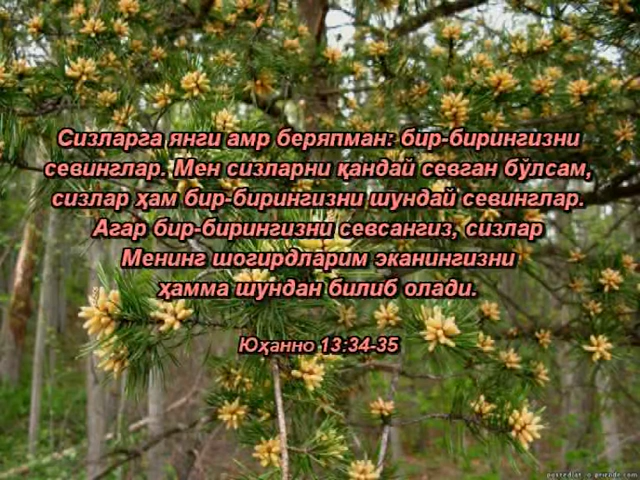 Сизларга янги амр беряпман: бир-бирингизни
севинглар. Мен сизларни қандай севган бўлсам,
сизлар ҳам бир-бирингизни шундай севинглар.
Агар бир-бирингизни севсангиз, сизлар
Менинг шогирдларим эканингизни
ҳамма шундан билиб олади.
Юҳанно 13:34-35